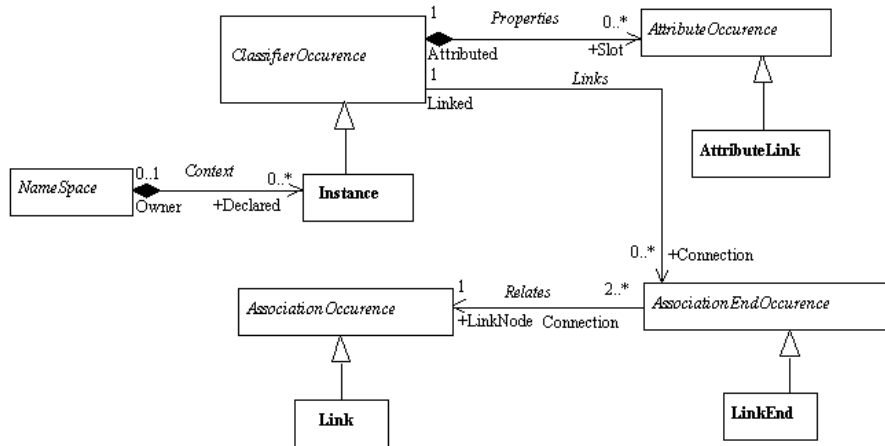 1 Properties 0..*
ClassifierOccurence
AttributeOccurence
Attributed +Slot
1 Links
Linked
AttributeLink
0..1 Context 0..*
NameSpace
Instance
Owner +Declared
0..* +Connection
1 Relates 2..*
AssociationOccurence
AssociationEndOccurence
+LinkNode Connection
Link
LinkEnd